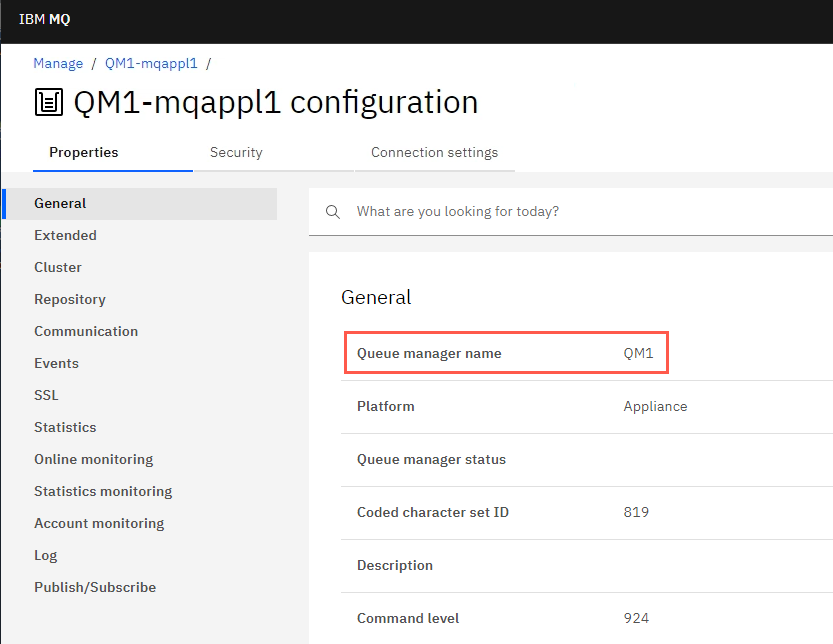 IBM MQ
Manage / QM1-mqappl1 /
QM1-mqappl1 configuration
Properties Security Connection settings
General
Extended
Cluster
Repository
Communication
Events
SSL
Statistics
Online monitoring
Statistics monitoring
Account monitoring
Log
Publish/Subscribe
What are you looking for today?
General
Queue manager name QM1
Platform Appliance
Queue manager status
Coded character set ID 819
Description
Command level 924